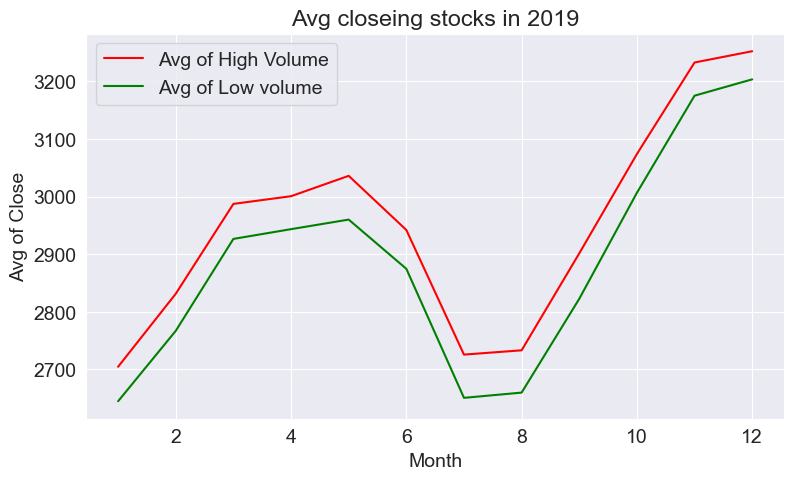 Avg closeing stocks in 2019
Avg of High Volume
Avg of Low volume
3200
3100
3000
2900
2800
2700
Avg of Close
2 4 6 8 10 12
Month